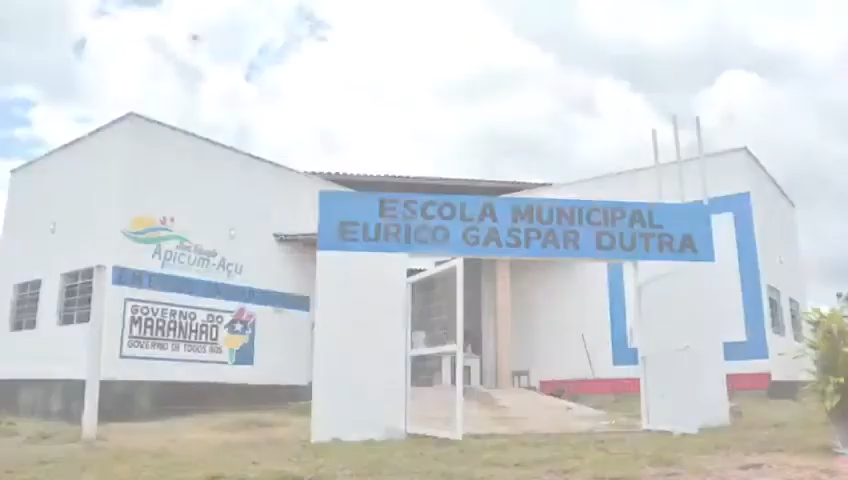 ESCOLA MUNICIPAL
EURICO GASPAR DUTRA
Apicum-Açu
GOVERNO DO
MARANHÃO
GOVERNO DE TODOS NÓS